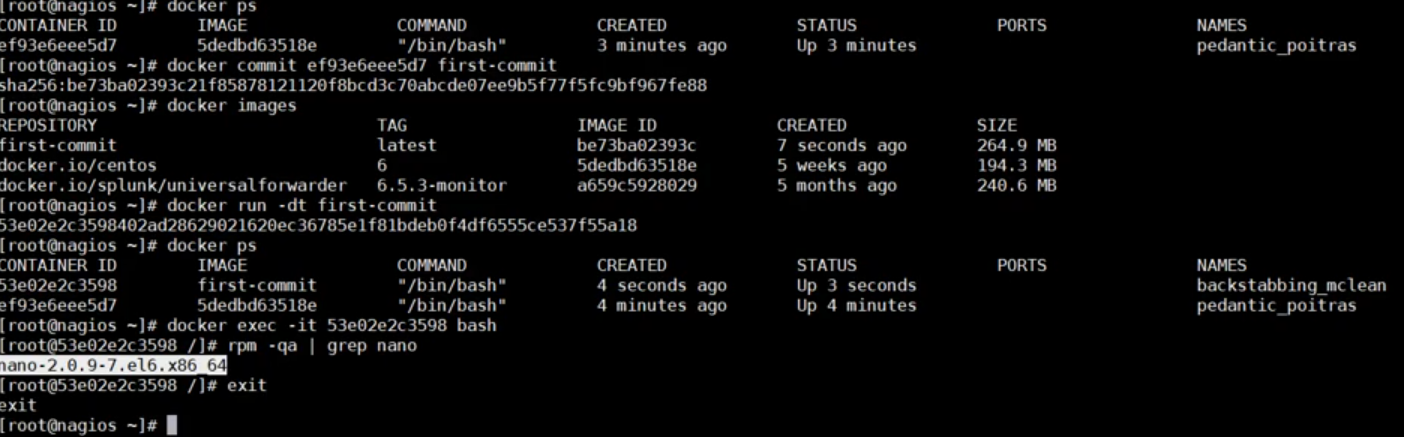 [root@nagios ~]# docker ps
CONTAINER ID        IMAGE               COMMAND             CREATED             STATUS              PORTS               NAMES
ef93e6eee5d7        5dedbd63518e        "/bin/bash"         3 minutes ago       Up 3 minutes                            pedantic_poitras
[root@nagios ~]# docker commit ef93e6eee5d7 first-commit
sha256:be73ba02393c21f85878121120f8bcd3c70abcde07ee9b5f77f5fc9bf967fe88
[root@nagios ~]# docker images
REPOSITORY                            TAG                 IMAGE ID            CREATED             SIZE
first-commit                          latest              be73ba02393c        7 seconds ago       264.9 MB
docker.io/centos                      6                   5dedbd63518e        5 weeks ago         194.3 MB
docker.io/splunk/universalforwarder   6.5.3-monitor       a659c5928029        5 months ago        240.6 MB
[root@nagios ~]# docker run -dt first-commit
53e02e2c3598402ad28629021620ec36785e1f81bdeb0f4df6555ce537f55a18
[root@nagios ~]# docker ps
CONTAINER ID        IMAGE               COMMAND             CREATED             STATUS              PORTS               NAMES
53e02e2c3598        first-commit        "/bin/bash"         4 seconds ago       Up 3 seconds                            backstabbing_mclean
ef93e6eee5d7        5dedbd63518e        "/bin/bash"         4 minutes ago       Up 4 minutes                            pedantic_poitras
[root@nagios ~]# docker exec -it 53e02e2c3598 bash
[root@53e02e2c3598 /]# rpm -qa | grep nano
nano-2.0.9-7.el6.x86_64
[root@53e02e2c3598 /]# exit
exit
[root@nagios ~]#